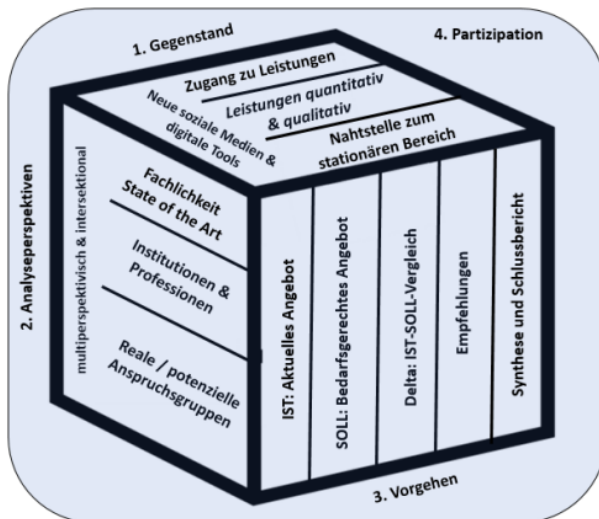 1. Gegenstand
4. Partizipation
Zugang zu Leistungen
Leistungen quantitativ
& qualitativ
Nahtstelle zum
stationären Bereich
Neue soziale Medien &
digitale Tools
2. Analyseperspektiven
multiperspektivisch & intersektional
Fachlichkeit
State of the Art
Institutionen &
Professionen
Reale / potenzielle
Anspruchsgruppen
IST: Aktuelles Angebot
SOLL: Bedarfsgerechtes Angebot
Delta: IST-SOLL-Vergleich
Empfehlungen
Synthese und Schlussbericht
3. Vorgehen